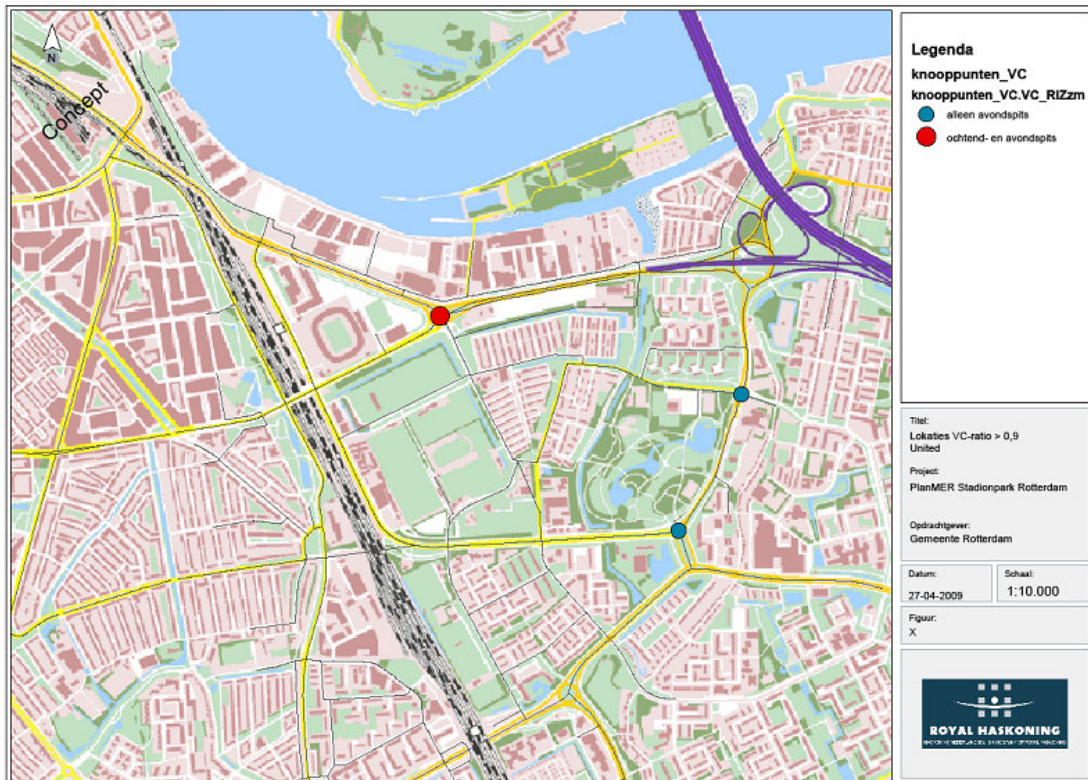 N
Concept
Legenda
knooppunten_VC
knooppunten_VC.VC_RIZzm
alleen avondspits
ochtend- en avondspits
Titel:
Lokaties VC-ratio > 0,9
United
Project:
PlanMER Stadionpark Rotterdam
Opdrachtgever:
Gemeente Rotterdam
Datum:
27-04-2009
Schaal:
1:10.000
Figuur:
X
ROYAL HASKONING